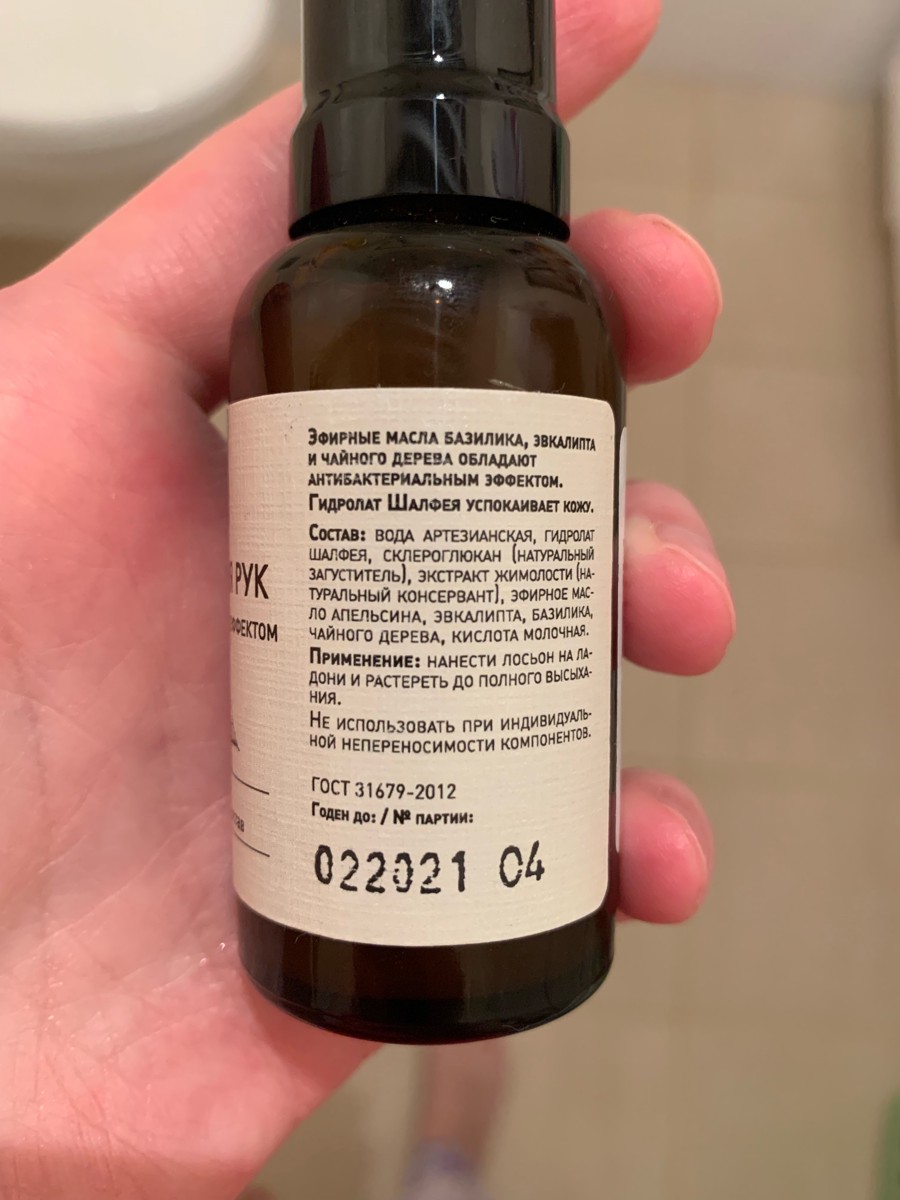 Эфирные масла базилика, эвкалипта
и чайного дерева обладают
антибактериальным эффектом.
Гидролат Шалфея успокаивает кожу.
Состав: вода артезианская, гидролат
шалфея, склероглюкан (натуральный
загуститель), экстракт жимолости (на-
туральный консервант), эфирное мас-
ло апельсина, эвкалипта, базилика,
чайного дерева, кислота молочная.
Применение: нанести лосьон на ла-
дони и растереть до полного высыха-
ния.
Не использовать при индивидуаль-
ной непереносимости компонентов.
ГОСТ 31679-2012
Годен до: / № партии:
022021 04
РУК